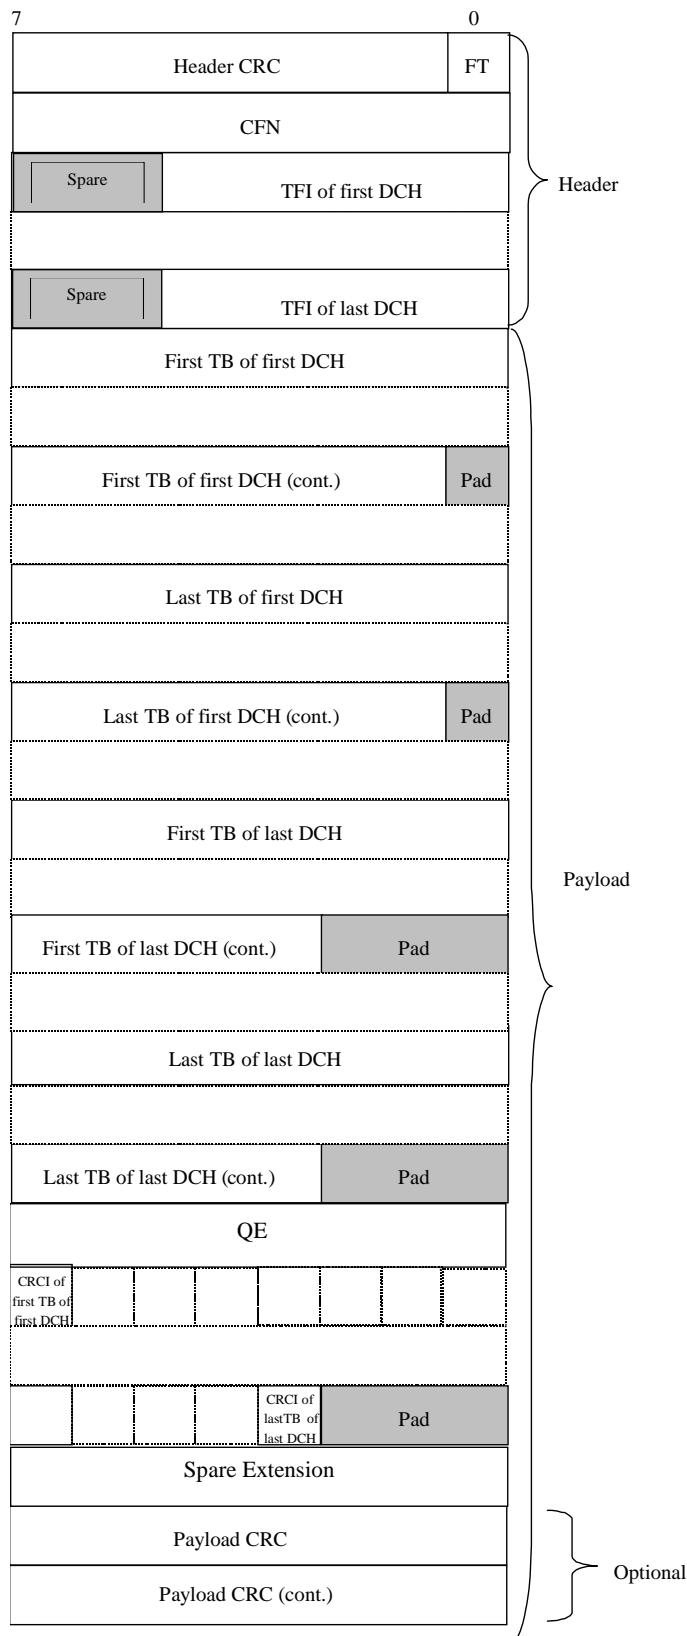 7 0
Header CRC FT
CFN
Spare TFI of first DCH
Header
Spare TFI of last DCH
First TB of first DCH
First TB of first DCH (cont.) Pad
Last TB of first DCH
Last TB of first DCH (cont.) Pad
First TB of last DCH
Payload
First TB of last DCH (cont.) Pad
Last TB of last DCH
Last TB of last DCH (cont.) Pad
QE
CRCI of
first TB of
first DCH
CRCI of
lastTB of
last DCH
Pad
Spare Extension
Payload CRC
Optional
Payload CRC (cont.)